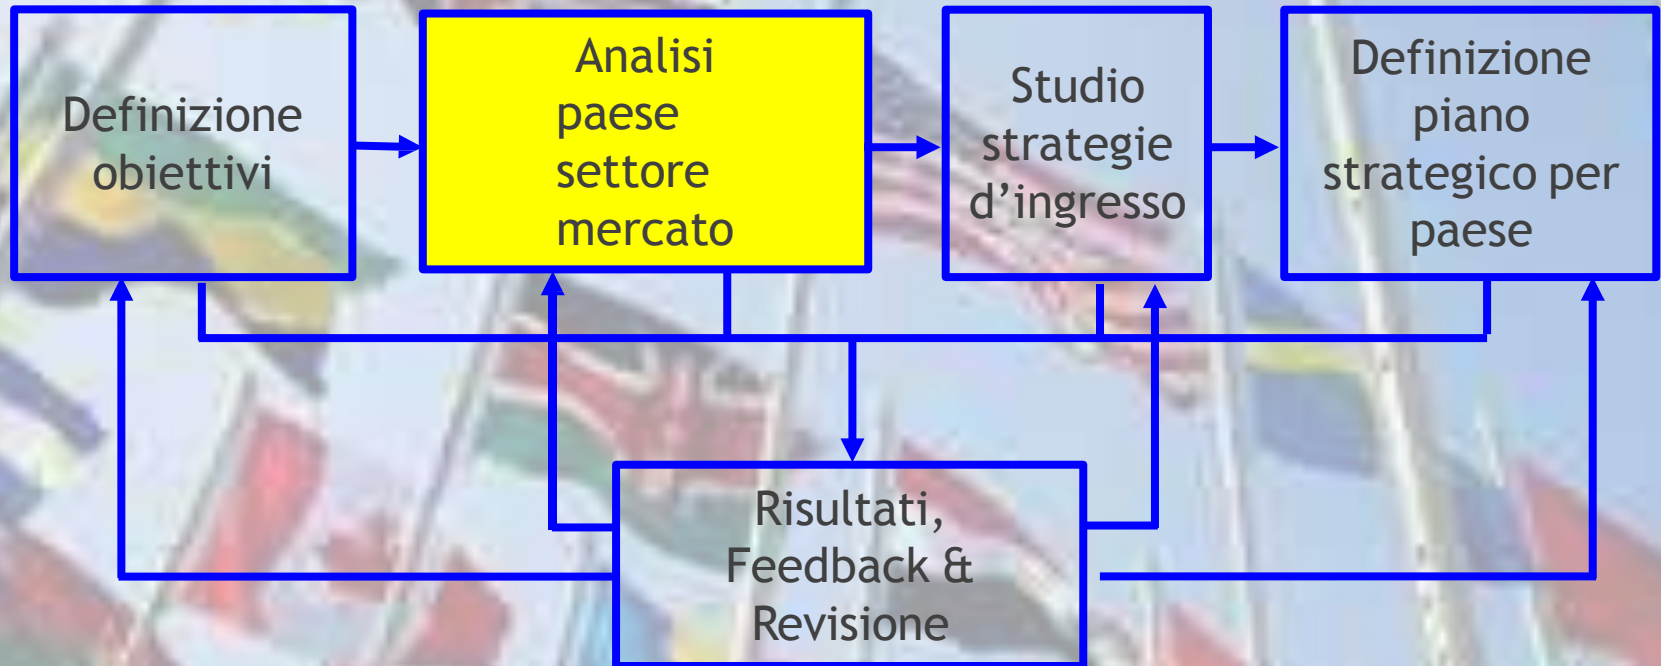 Definizione
obiettivi
Analisi
paese
settore
mercato
Studio
strategie
d’ingresso
Definizione
piano
strategico per
paese
Risultati,
Feedback &
Revisione